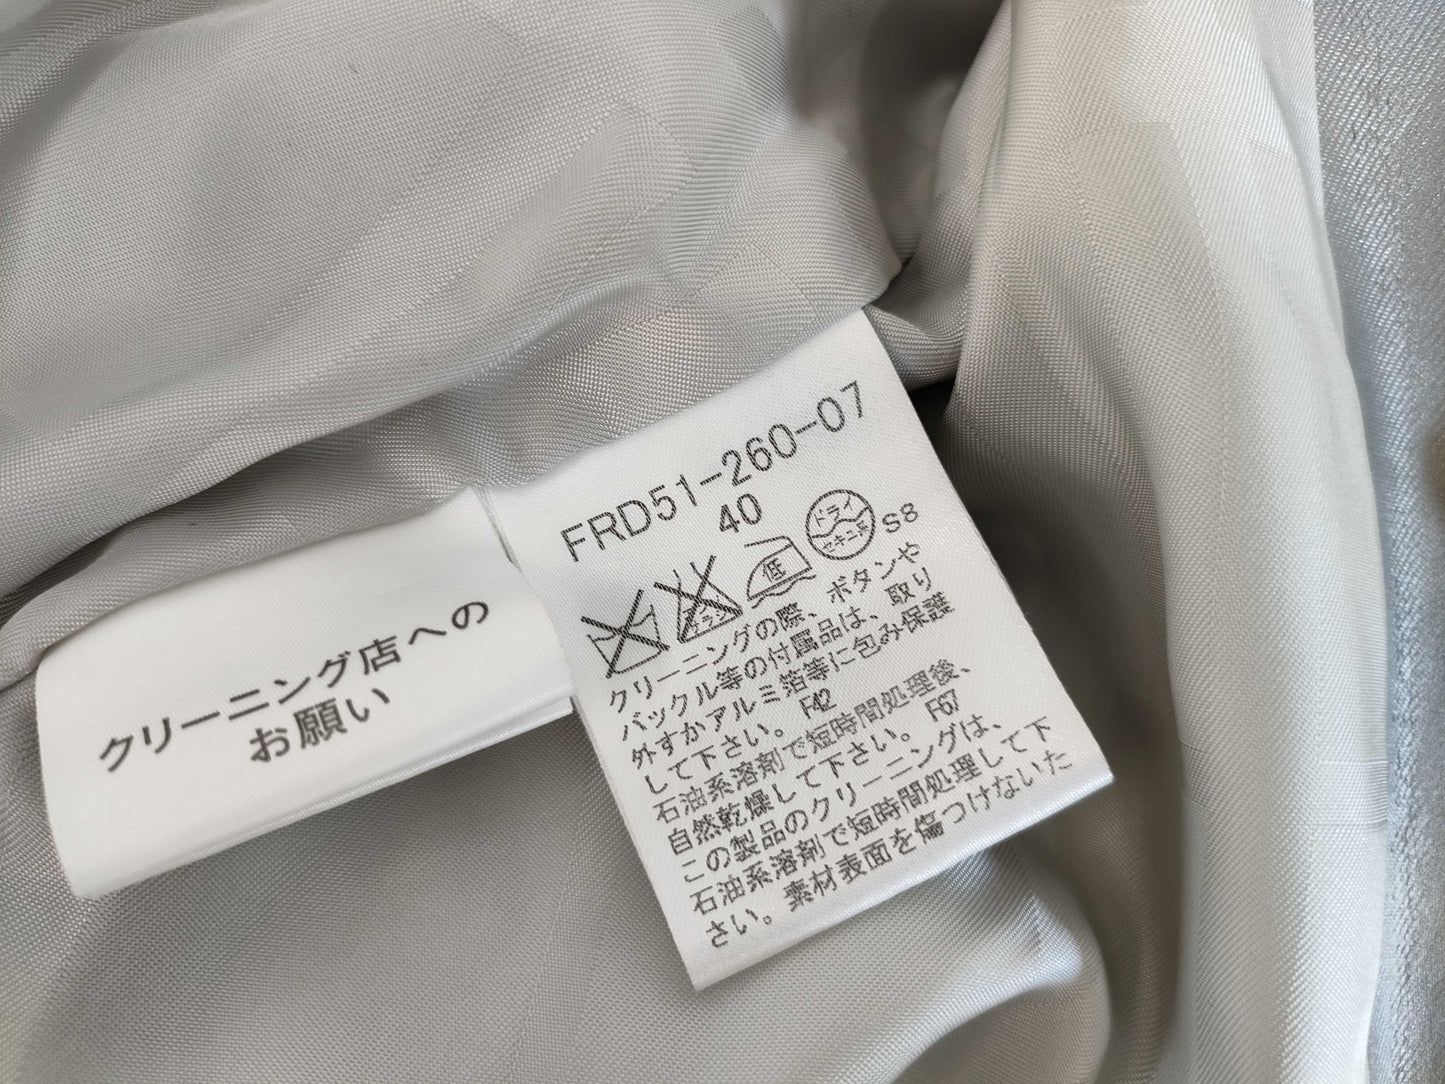 FRD51-260-07
40
ドライ
セキユ系
低
エンソ
サラシ
S8
クリーニングの際、ボタンや
バックル等の付属品は、取り
外すかアルミ箔等に包み保護
して下さい。 F42
石油系溶剤で短時間処理後、
自然乾燥して下さい。 F67
この製品のクリーニングは、
石油系溶剤で短時間処理して下
さい。素材表面を傷つけないた
クリーニング店への
お願い